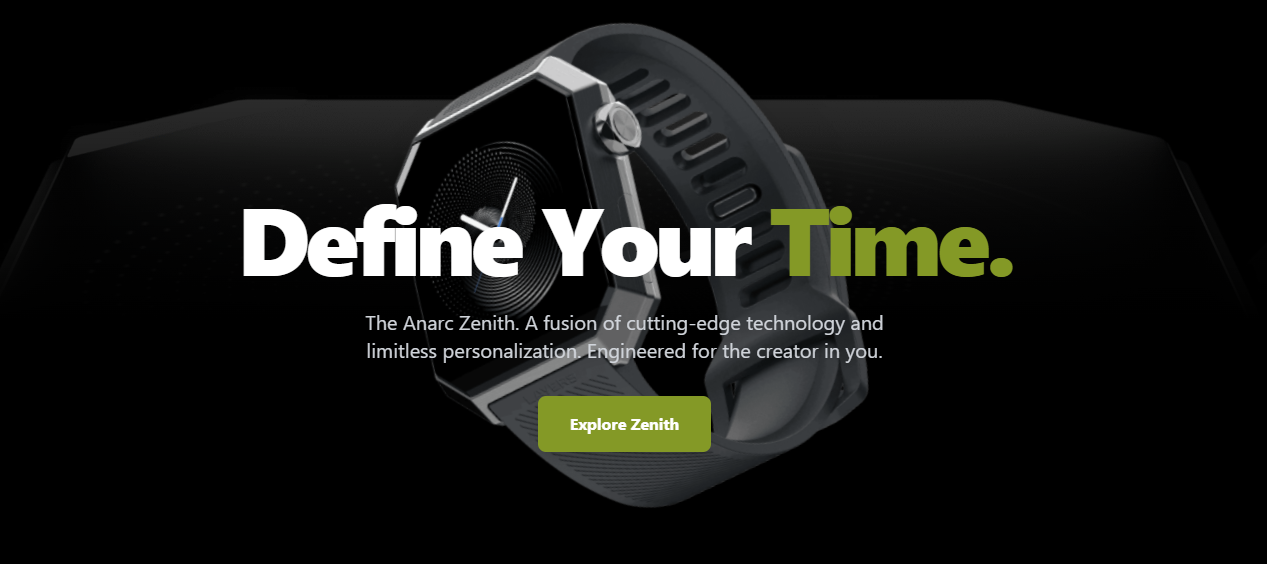 Define Your Time.
The Anarc Zenith. A fusion of cutting-edge technology and
limitless personalization. Engineered for the creator in you.
Explore Zenith